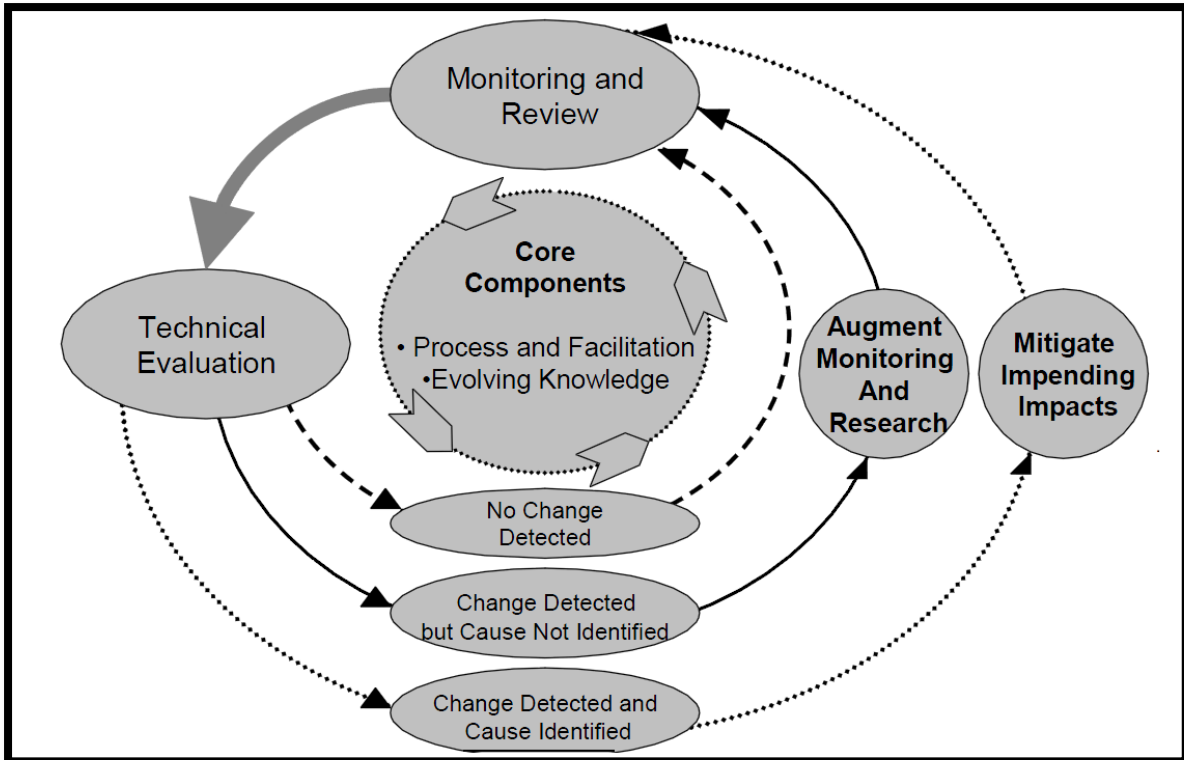 Monitoring and
Review
Core
Components
• Process and Facilitation
•Evolving Knowledge
Technical
Evaluation
Augment
Monitoring
And
Research
Mitigate
Impending
Impacts
No Change
Detected
Change Detected
but Cause Not Identified
Change Detected and
Cause Identified